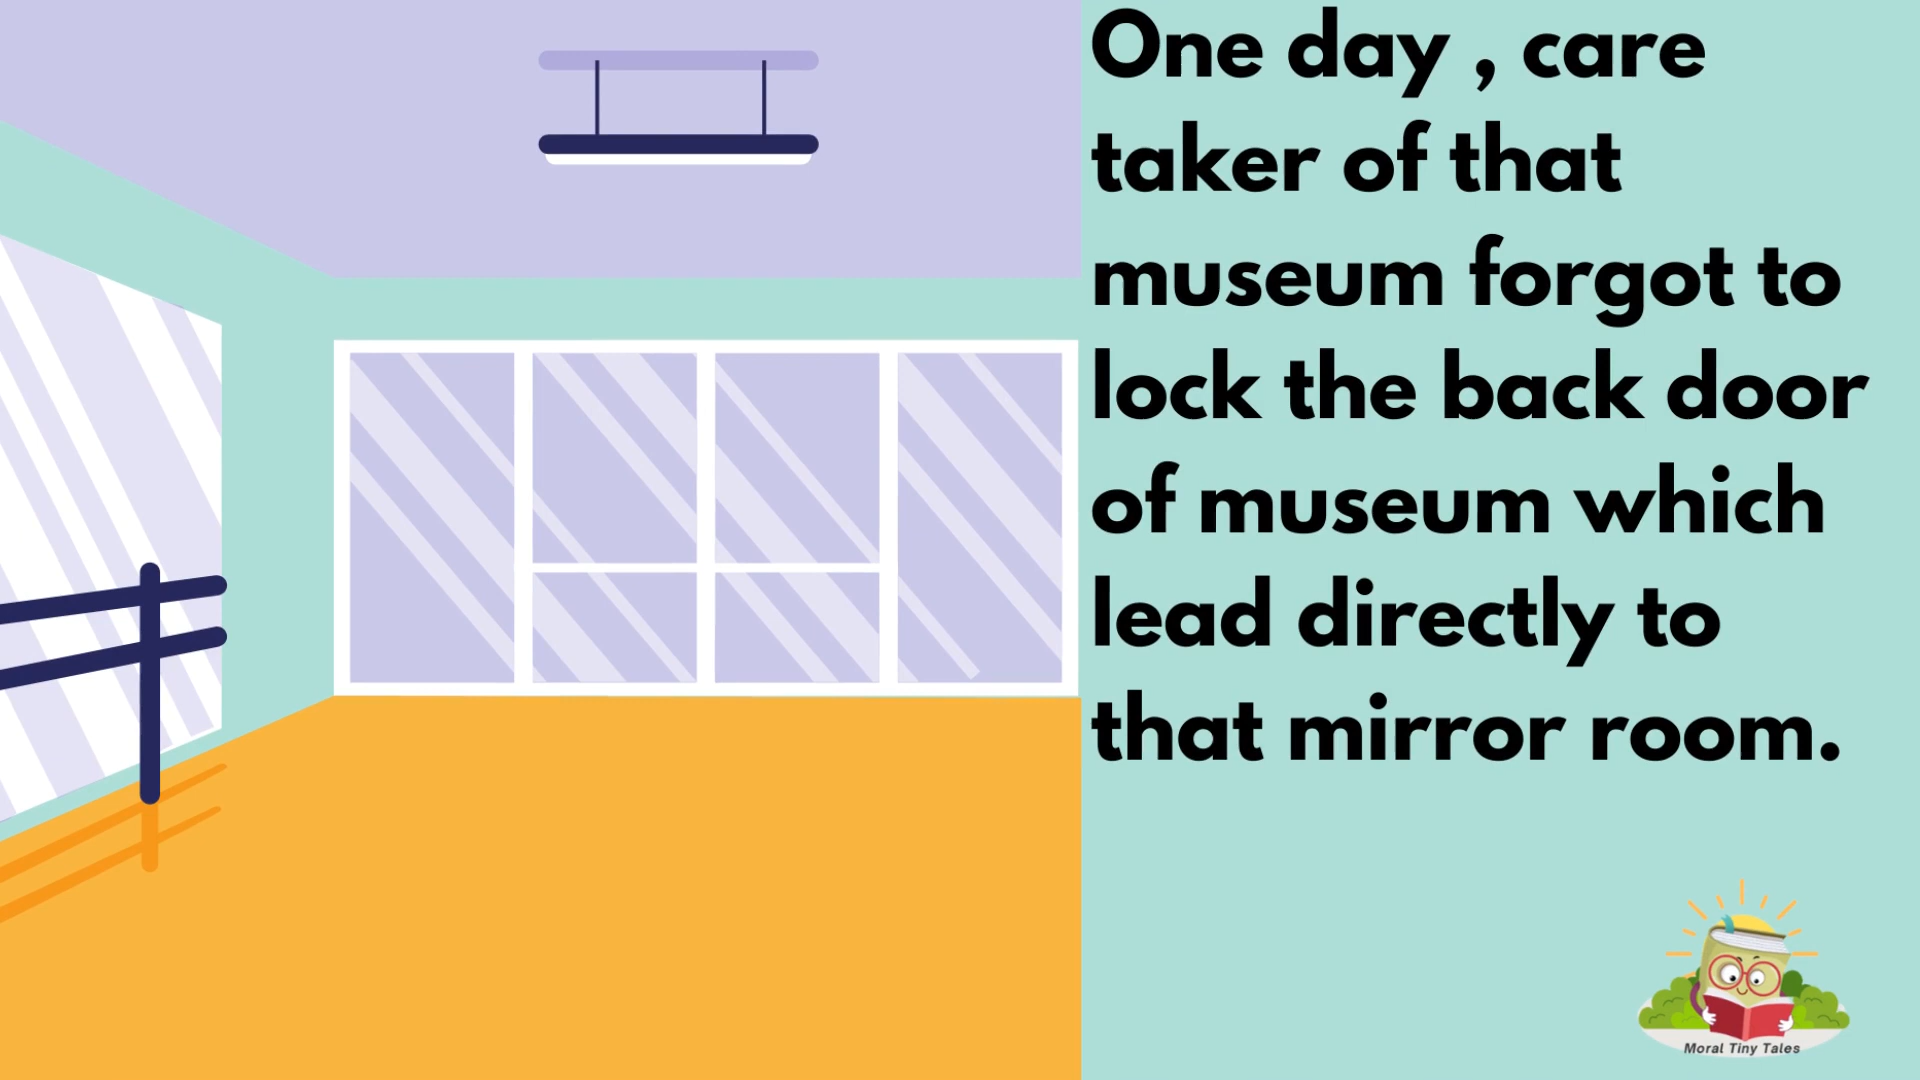 One day , care
taker of that
museum forgot to
lock the back door
of museum which
lead directly to
that mirror room.
Moral Tiny Tales